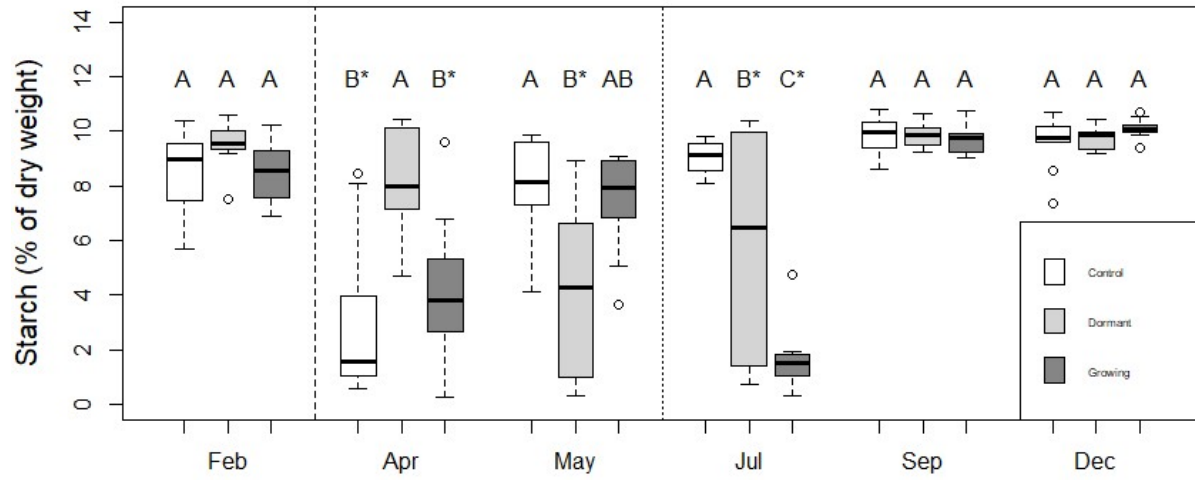 Starch (% of dry weight)
14
12
10
8
6
4
2
0
A A A B* A B* A B* AB A B* C* A A A A A A
Control
Dormant
Growing
Feb Apr May Jul Sep Dec